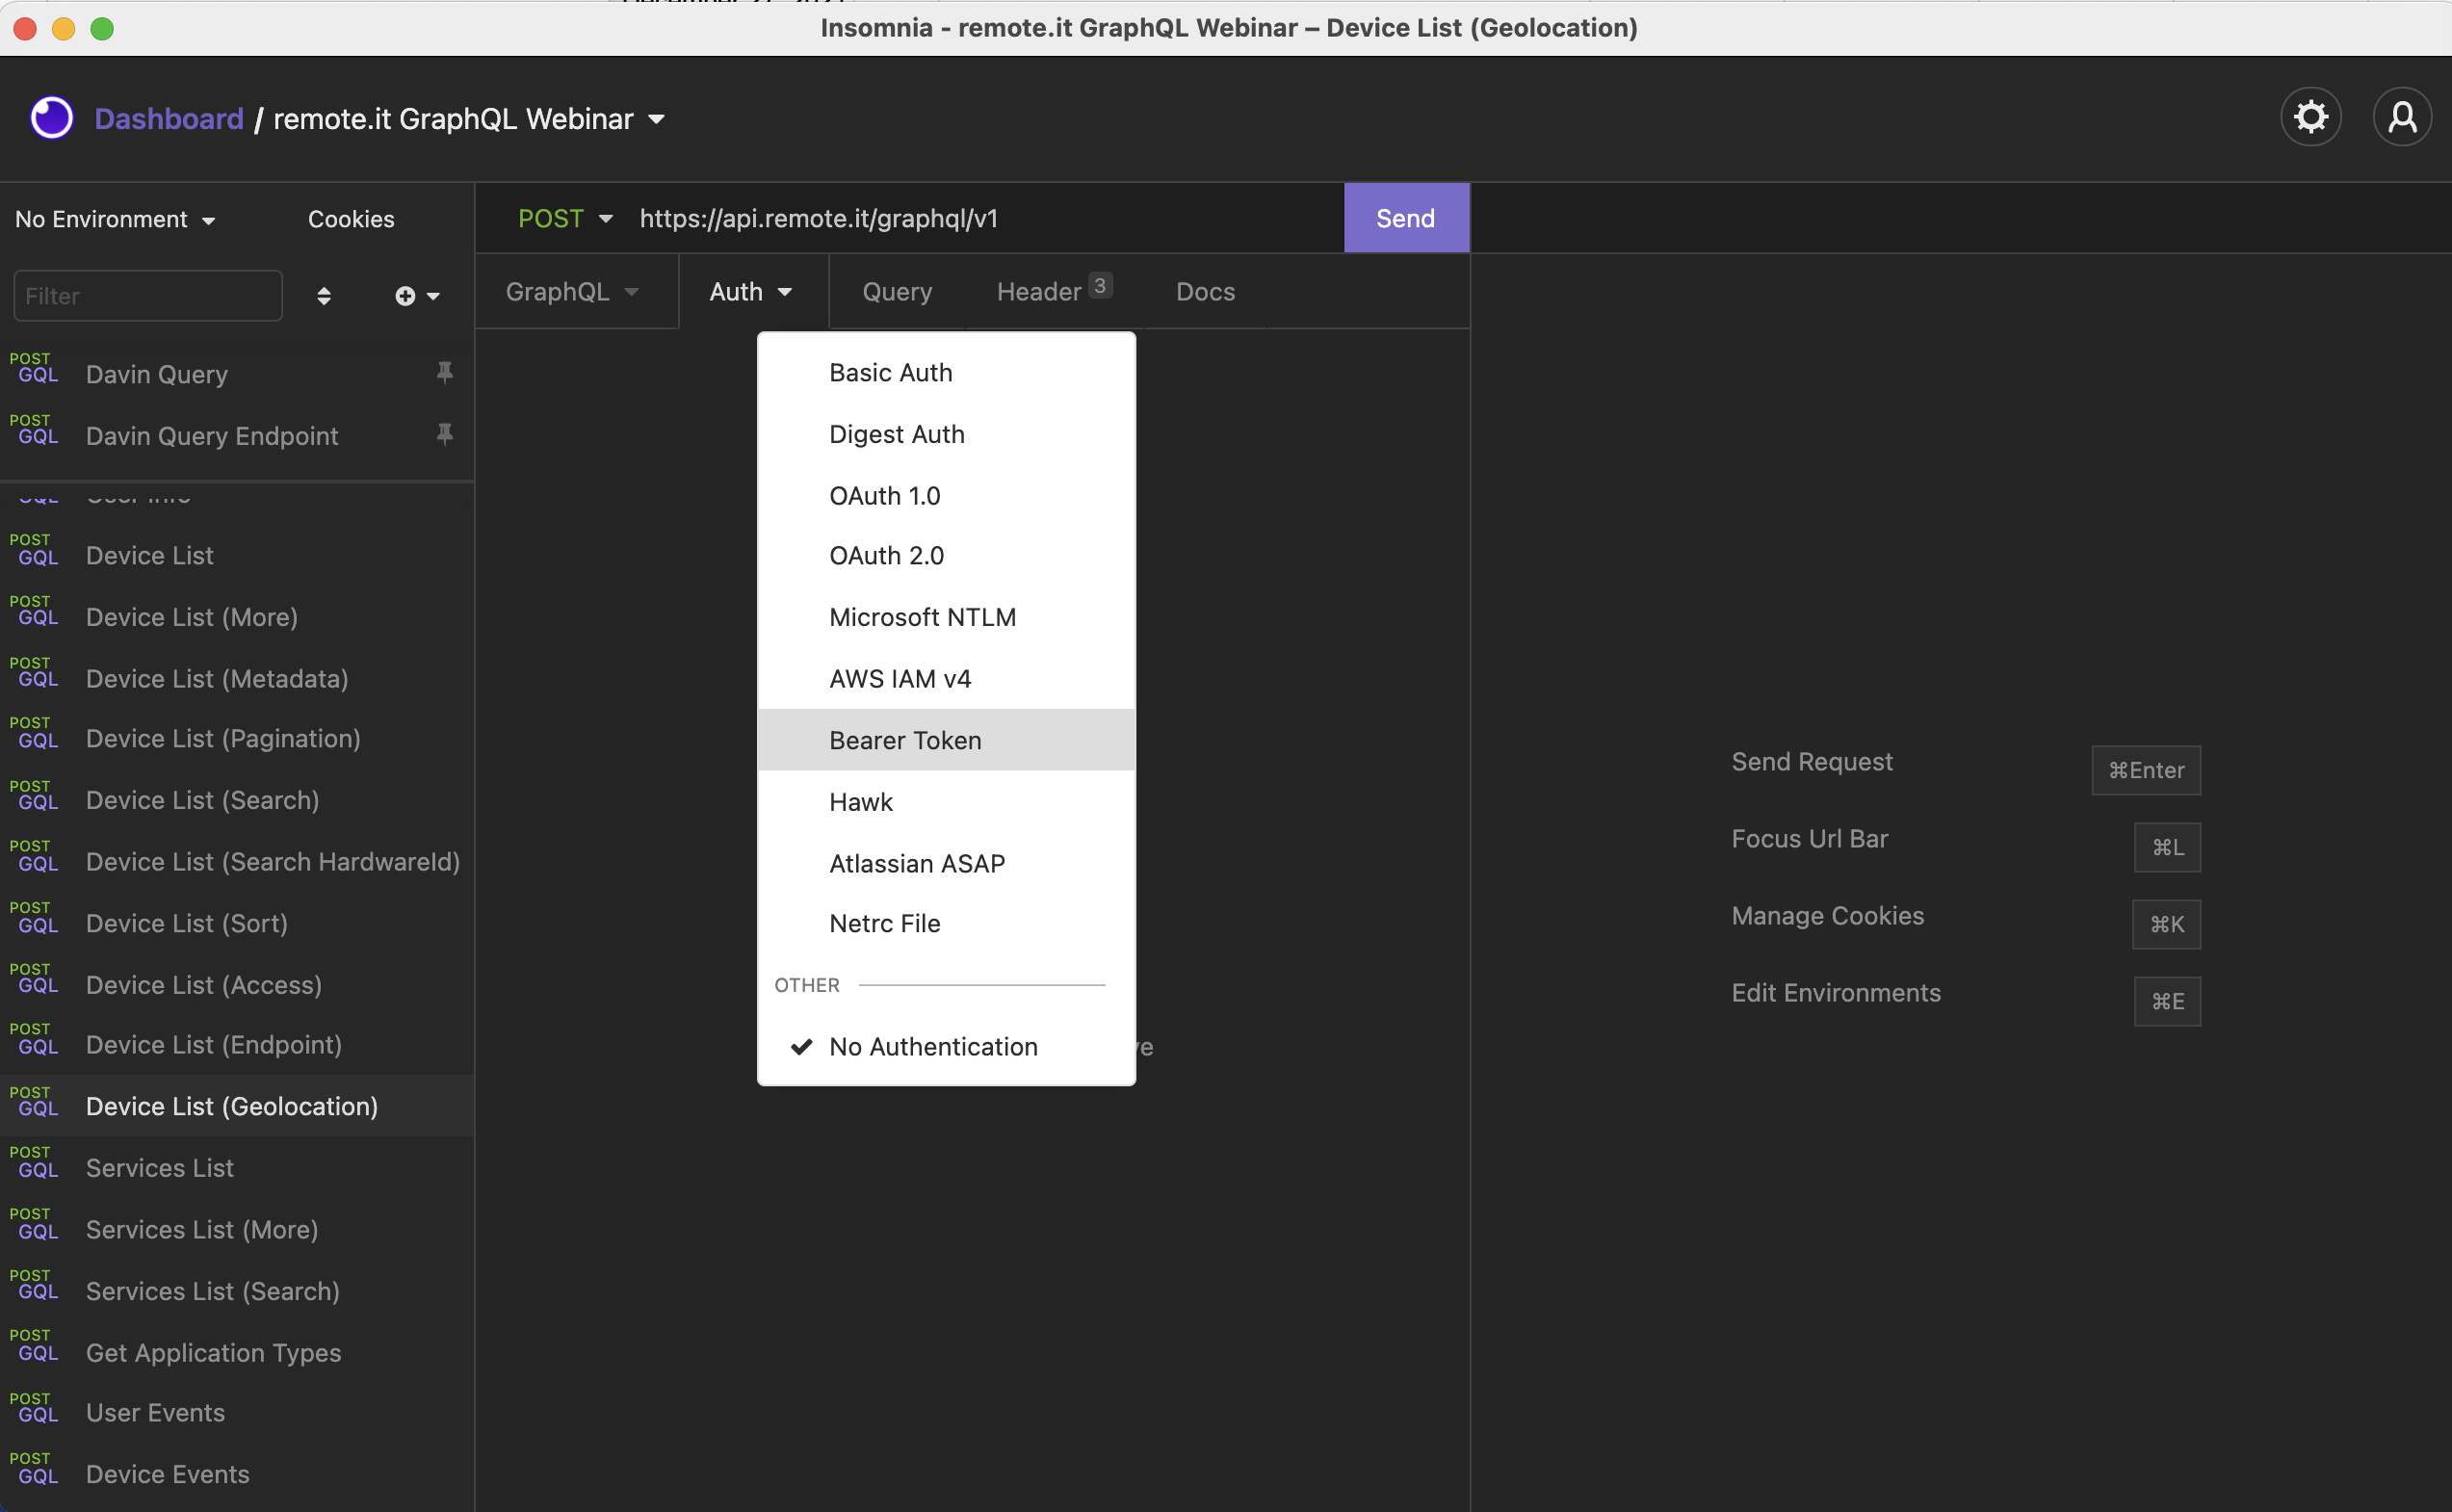 Insomnia - remote.it GraphQL Webinar – Device List (Geolocation)
Dashboard / remote.it GraphQL Webinar
No Environment
Cookies
POST
https://api.remote.it/graphql/v1
Send
Filter
GraphQL
Auth
Query
Header 3
Docs
POST GQL Davin Query
POST GQL Davin Query Endpoint
GQL User Info
POST GQL Device List
POST GQL Device List (More)
POST GQL Device List (Metadata)
POST GQL Device List (Pagination)
POST GQL Device List (Search)
POST GQL Device List (Search HardwareId)
POST GQL Device List (Sort)
POST GQL Device List (Access)
POST GQL Device List (Endpoint)
POST GQL Device List (Geolocation)
POST GQL Services List
POST GQL Services List (More)
POST GQL Services List (Search)
POST GQL Get Application Types
POST GQL User Events
POST GQL Device Events
Basic Auth
Digest Auth
OAuth 1.0
OAuth 2.0
Microsoft NTLM
AWS IAM v4
Bearer Token
Hawk
Atlassian ASAP
Netrc File
OTHER
No Authentication
Send Request ⌘Enter
Focus Url Bar ⌘L
Manage Cookies ⌘K
Edit Environments ⌘E